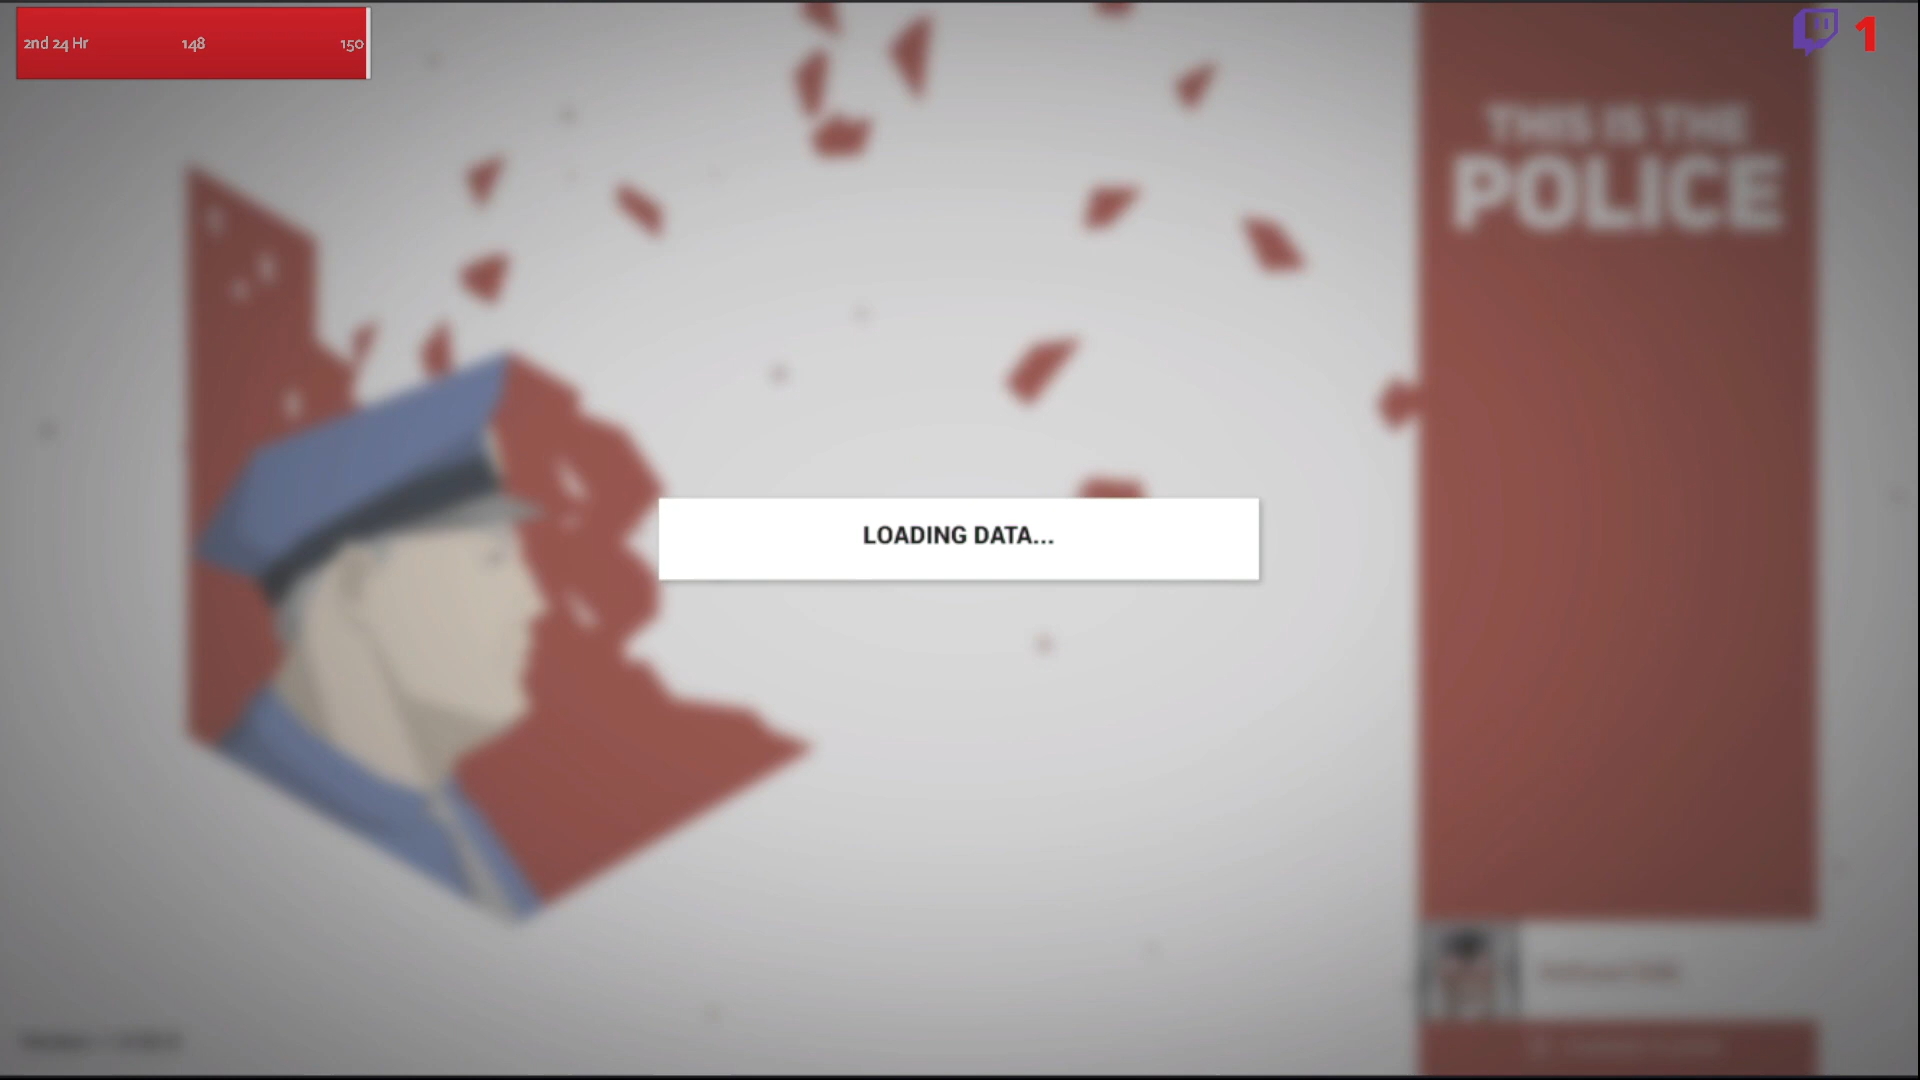 2nd 24 Hr 148 150
1
THIS IS THE
POLICE
LOADING DATA...